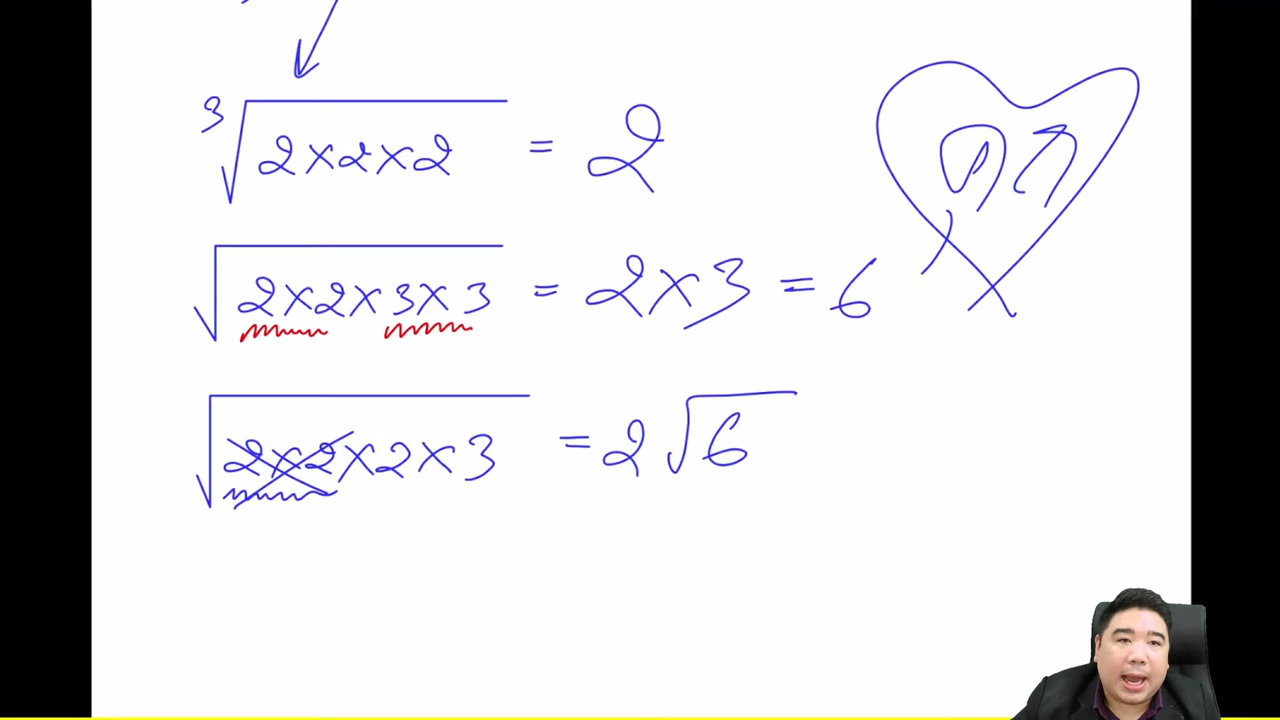 ∛(2×2×2) = 2
√(2×2×3×3) = 2×3 = 6
√(2×2×2×3) = 2√6